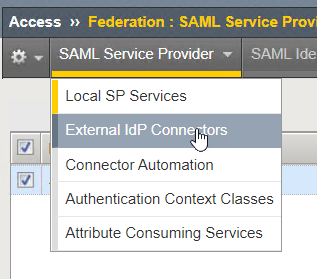 Access ›› Federation : SAML Service Provi
SAML Service Provider SAML Ide
Local SP Services
External IdP Connectors
Connector Automation
Authentication Context Classes
Attribute Consuming Services